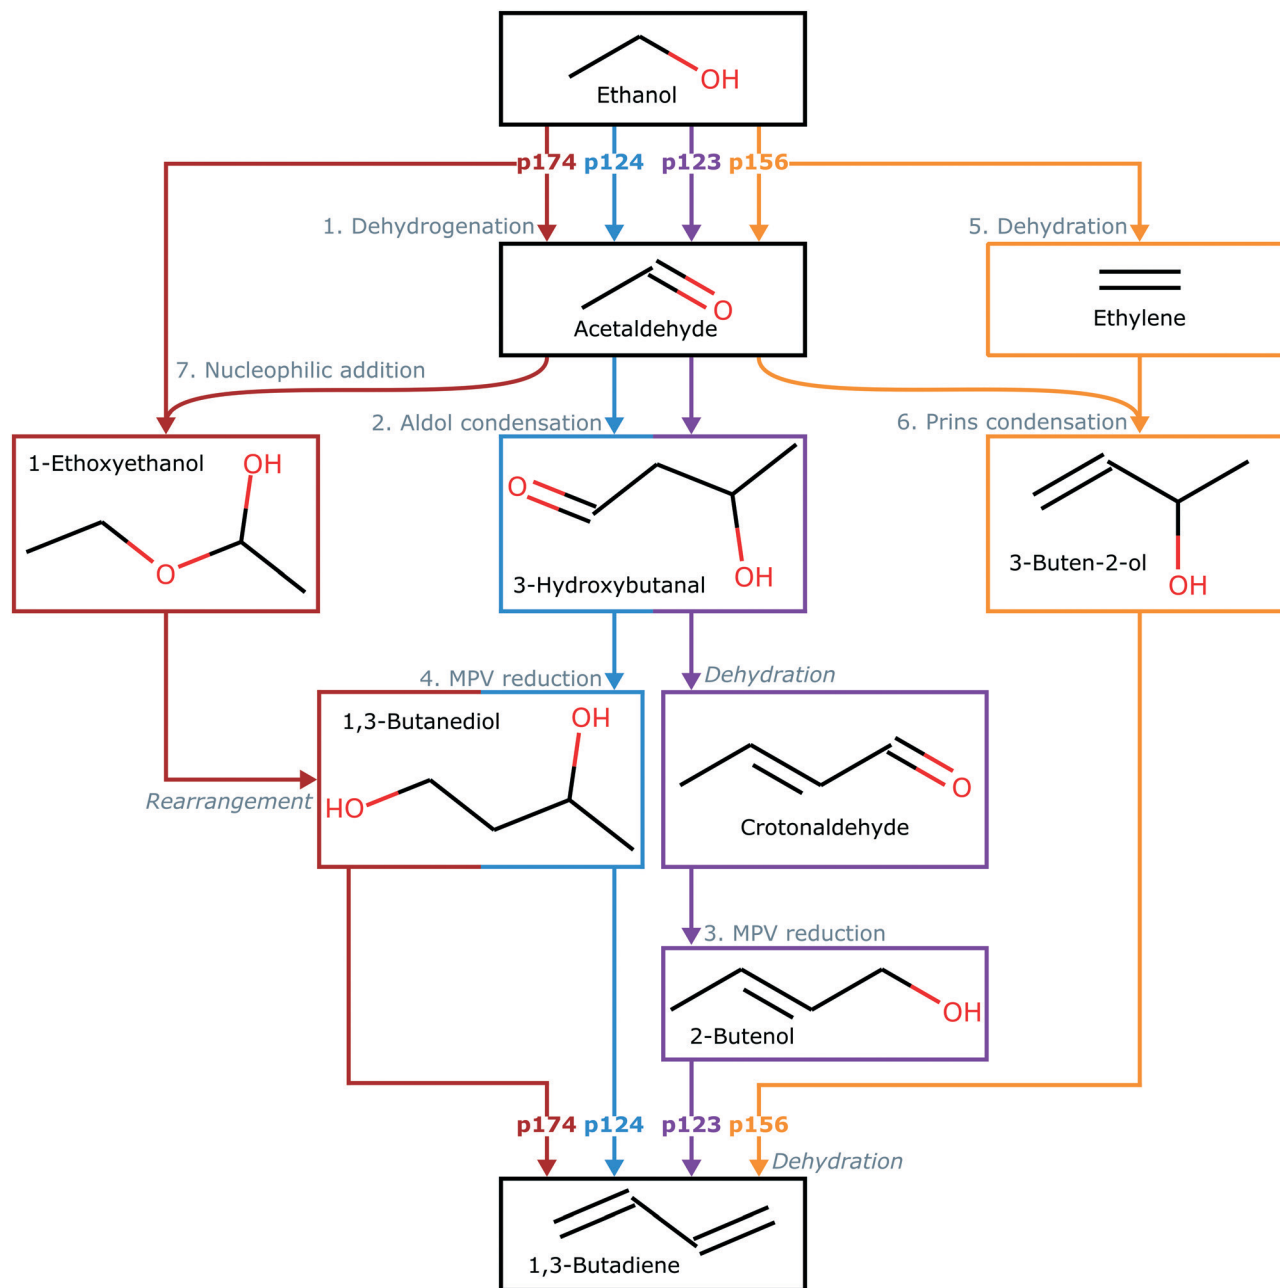 OH
Ethanol
p174 p124 p123 p156
1. Dehydrogenation
5. Dehydration
O
Acetaldehyde
Ethylene
7. Nucleophilic addition
2. Aldol condensation
6. Prins condensation
1-Ethoxyethanol
OH
O
O
OH
3-Hydroxybutanal
3-Buten-2-ol
OH
4. MPV reduction
Dehydration
1,3-Butanediol
OH
HO
Rearrangement
O
Crotonaldehyde
3. MPV reduction
OH
2-Butenol
p174 p124 p123 p156
Dehydration
1,3-Butadiene